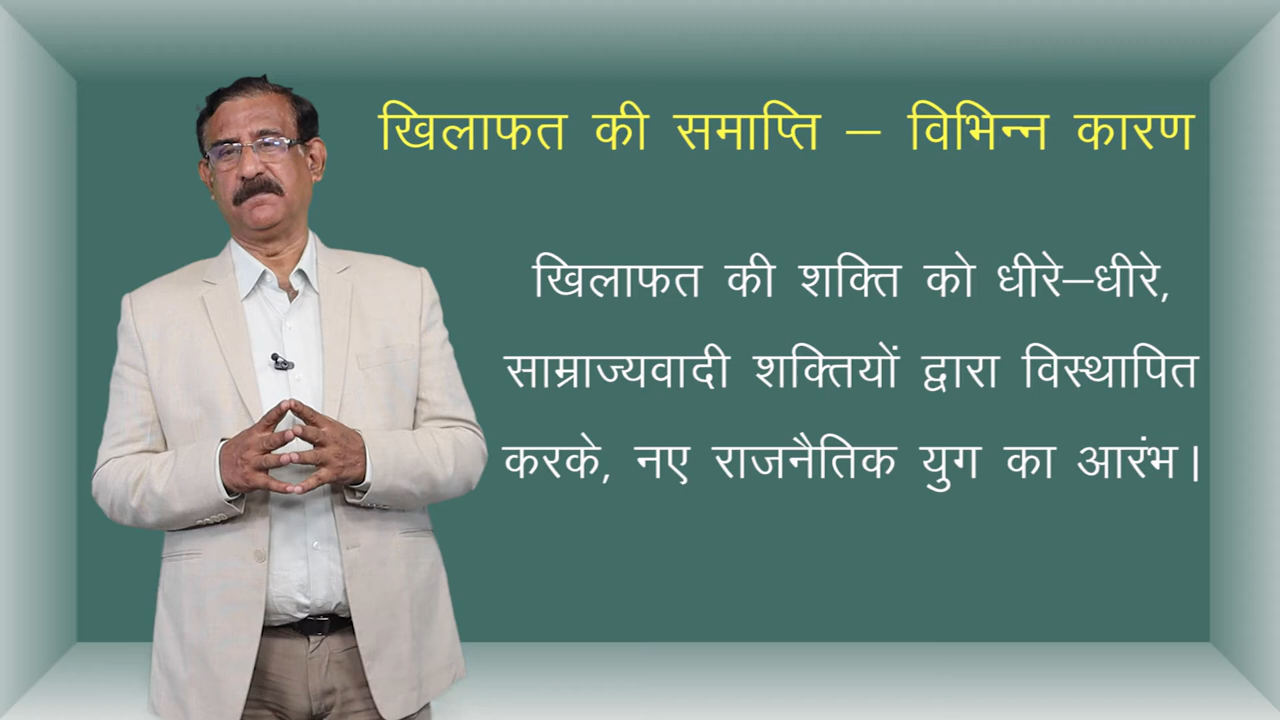 खिलाफत की समाप्ति – विभिन्न कारण
खिलाफत की शक्ति को धीरे–धीरे,
साम्राज्यवादी शक्तियों द्वारा विस्थापित
करके, नए राजनैतिक युग का आरंभ।